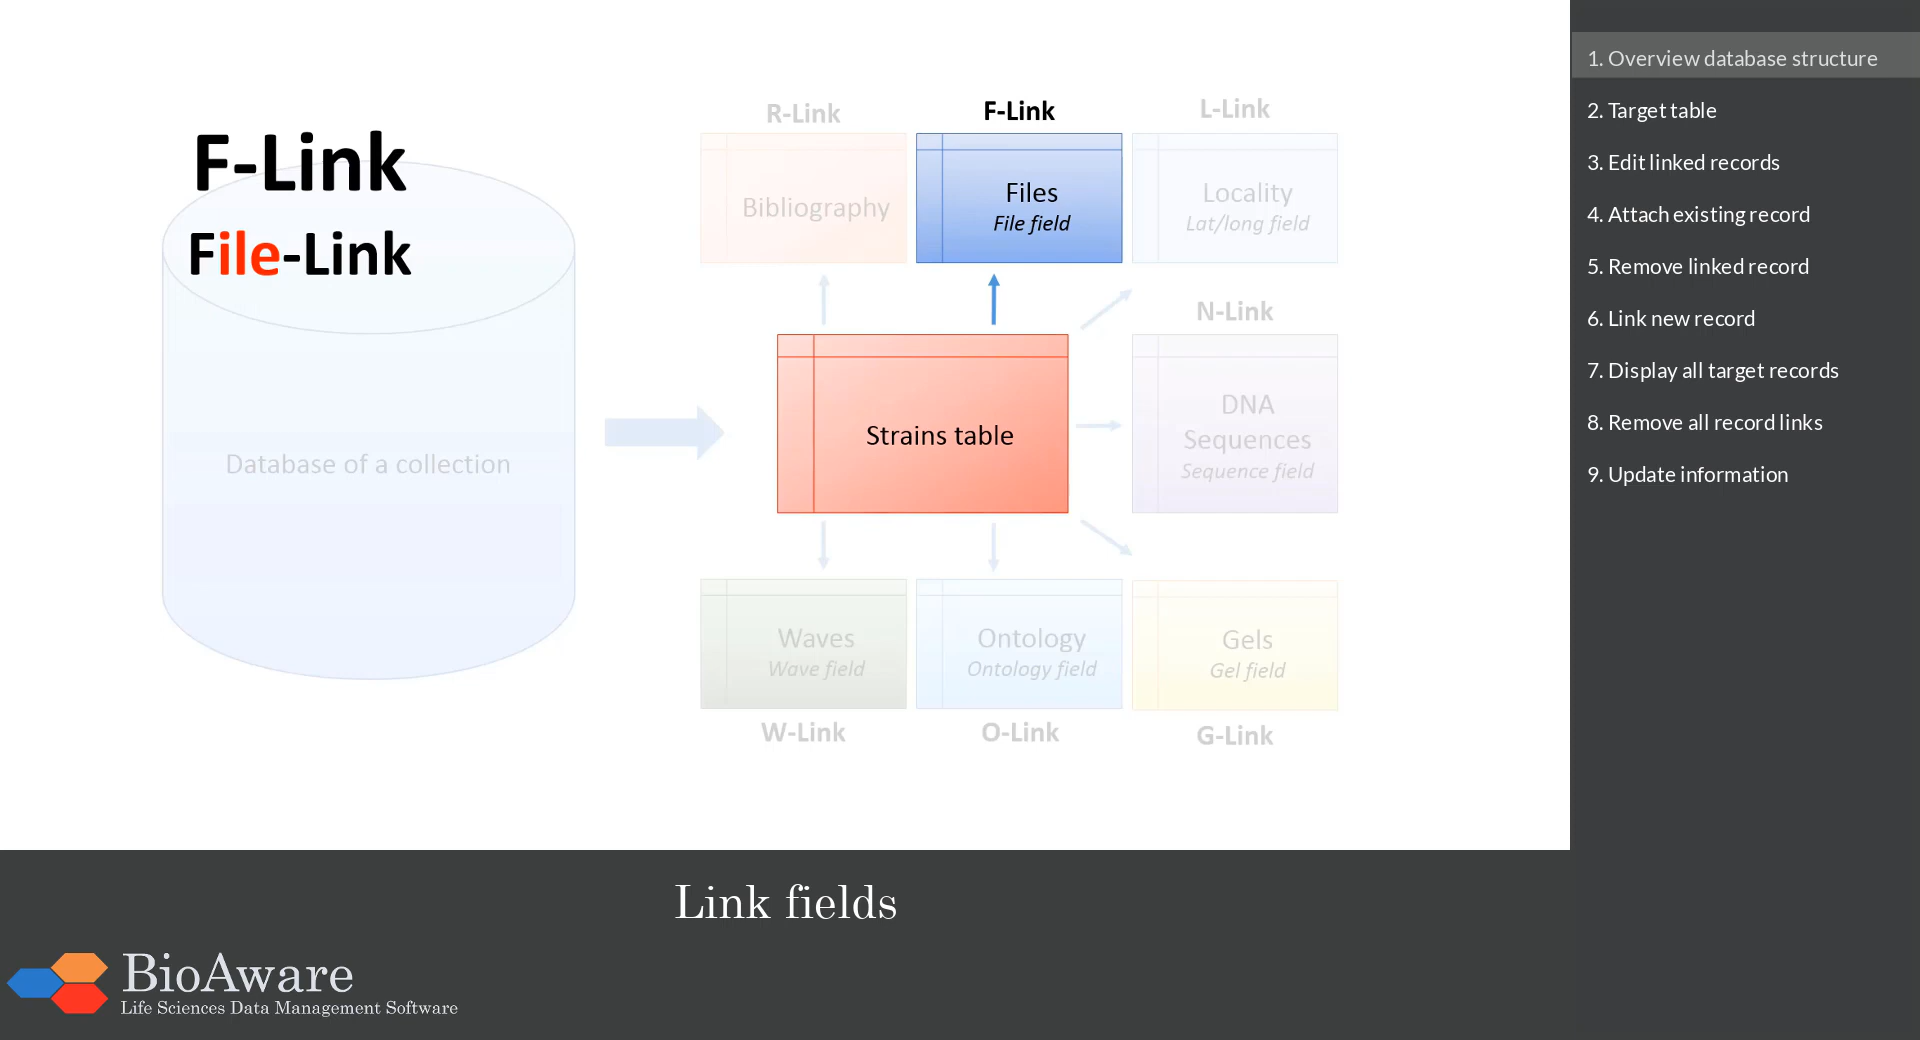 F-Link
File-Link
Database of a collection
R-Link
F-Link
L-Link
Bibliography
Files
File field
Locality
Lat/long field
N-Link
Strains table
DNA
Sequences
Sequence field
Waves
Wave field
Ontology
Ontology field
Gels
Gel field
W-Link
O-Link
G-Link
1. Overview database structure
2. Target table
3. Edit linked records
4. Attach existing record
5. Remove linked record
6. Link new record
7. Display all target records
8. Remove all record links
9. Update information
Link fields
BioAware
Life Sciences Data Management Software